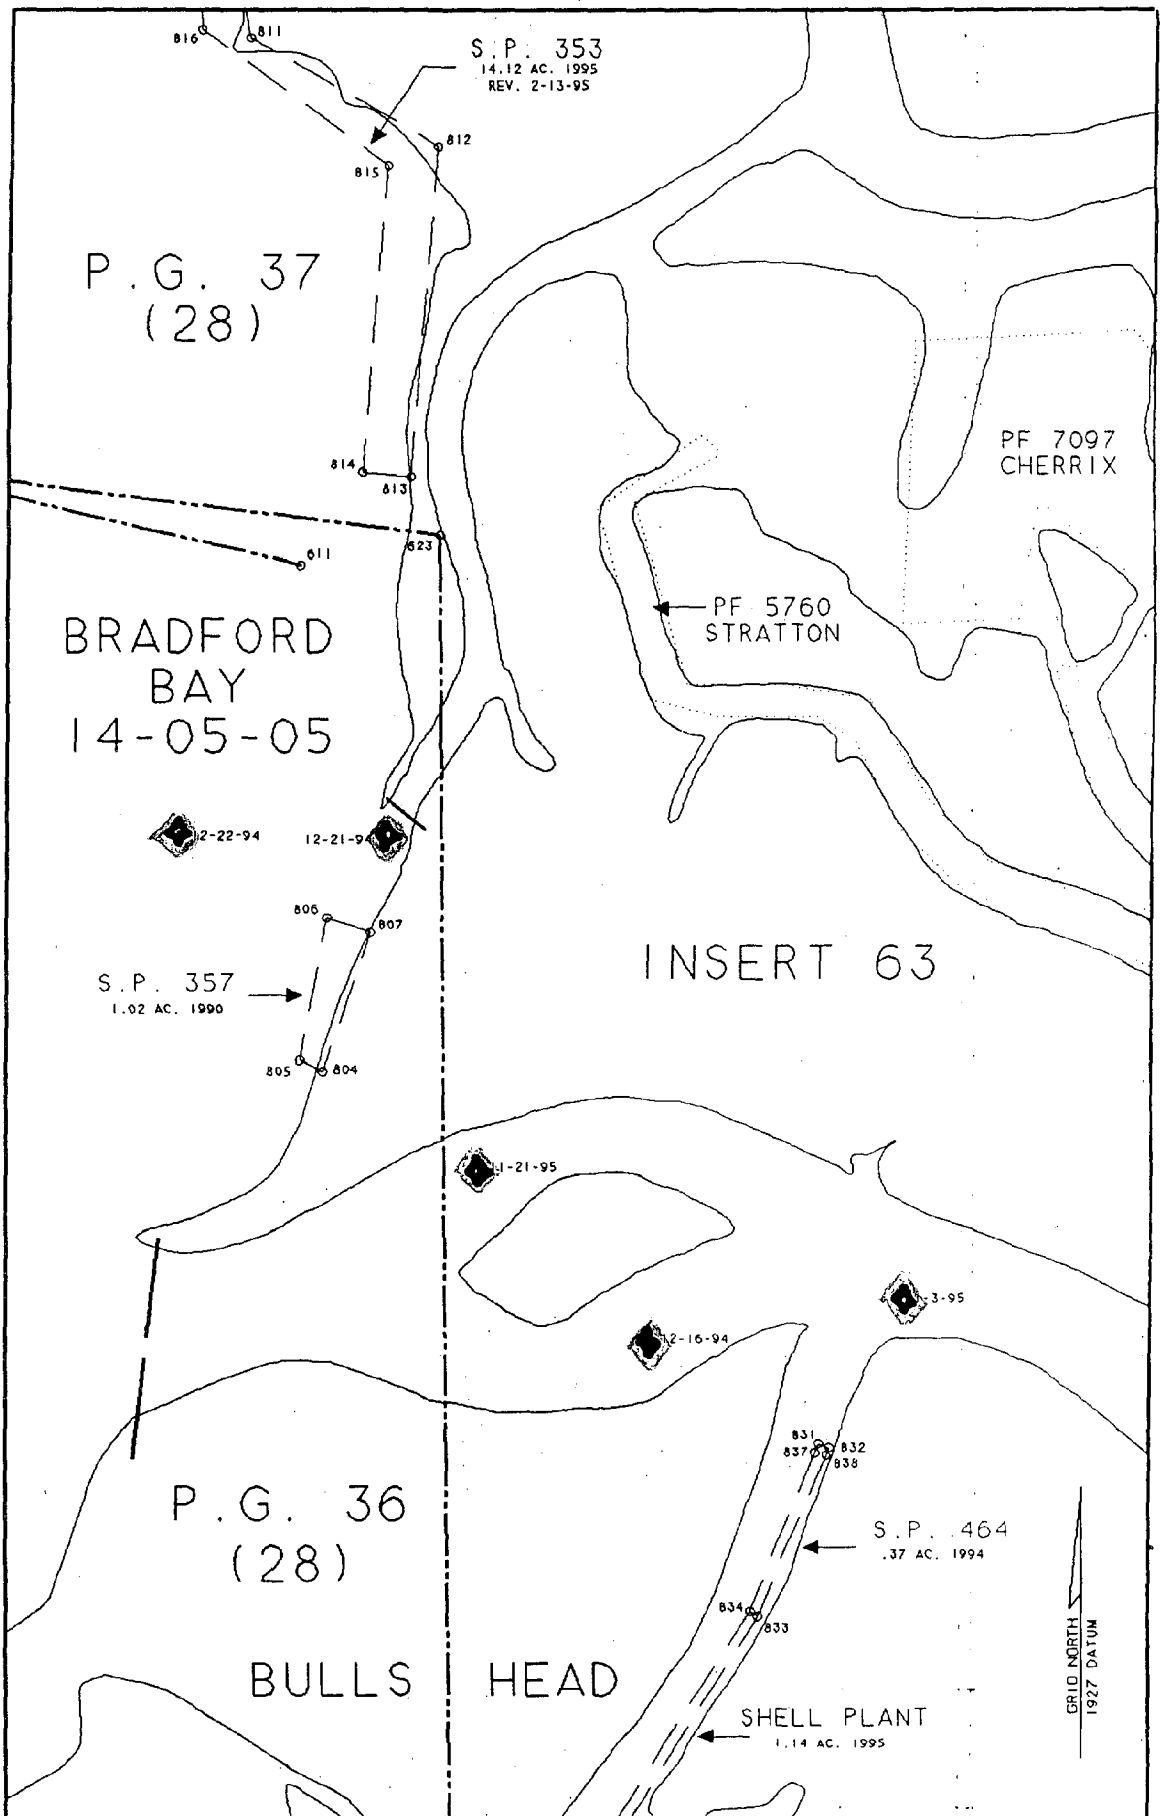 816
811
S.P. 353
14.12 AC. 1995
REV. 2-13-95
812
815
P.G. 37
(28)
PF 7097
CHERRIX
814
813
823
611
PF 5760
STRATTON
BRADFORD
BAY
14-05-05
2-22-94
12-21-94
806
807
INSERT 63
S.P. 357
1.02 AC. 1990
805
804
1-21-95
-3-95
2-16-94
831
832
837
838
P.G. 36
(28)
S.P. 464
.37 AC. 1994
834
833
GRID NORTH
1927 DATUM
BULLS HEAD
SHELL PLANT
1.14 AC. 1995